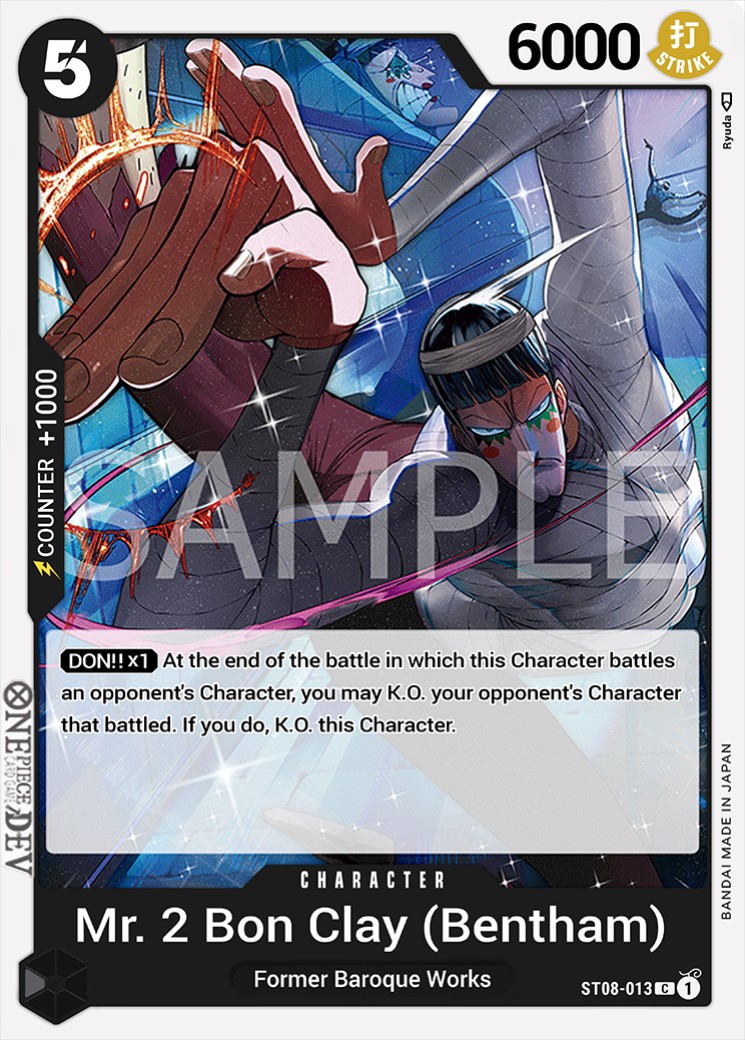 5
6000
打
STRIKE
Ryuda
COUNTER +1000
SAMPLE
DON!! x1 At the end of the battle in which this Character battles
an opponent's Character, you may K.O. your opponent's Character
that battled. If you do, K.O. this Character.
ONE PIECE
CARD GAME
/DEV
BANDAI MADE IN JAPAN
CHARACTER
Mr. 2 Bon Clay (Bentham)
Former Baroque Works
ST08-013 C 1